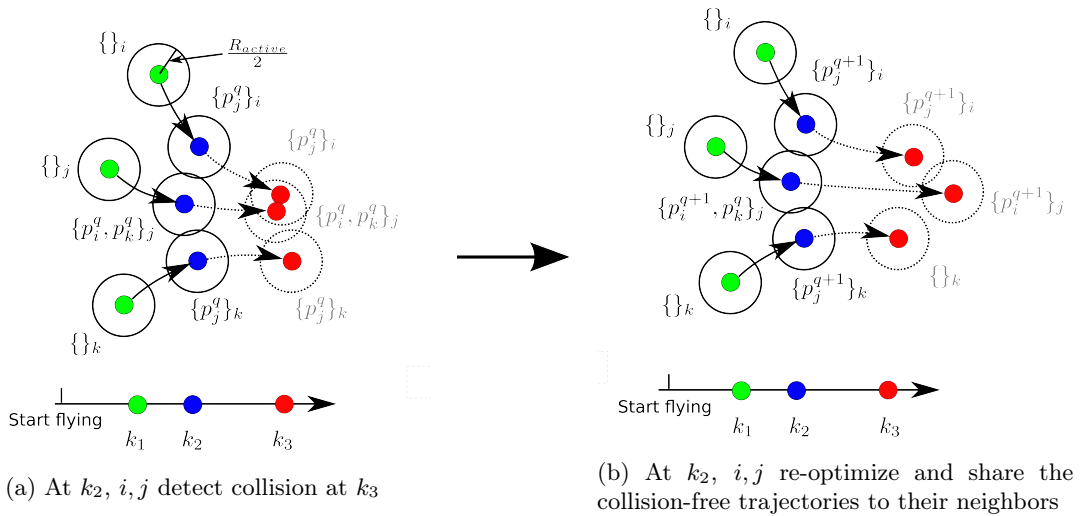 {}_i
R_{active}/2
{p_j^q}_i
{p_j^q}_i
{}_j
{p_i^q, p_k^q}_j
{p_i^q, p_k^q}_j
{p_j^q}_k
{p_j^q}_k
{}_k
Start flying
k_1 k_2 k_3
(a) At k_2, i, j detect collision at k_3
{}_i
{p_j^{q+1}}_i
{p_j^{q+1}}_i
{}_j
{p_i^{q+1}, p_k^q}_j
{p_i^{q+1}}_j
{}_k
{p_j^{q+1}}_k
{}_k
Start flying
k_1 k_2 k_3
(b) At k_2, i, j re-optimize and share the
collision-free trajectories to their neighbors